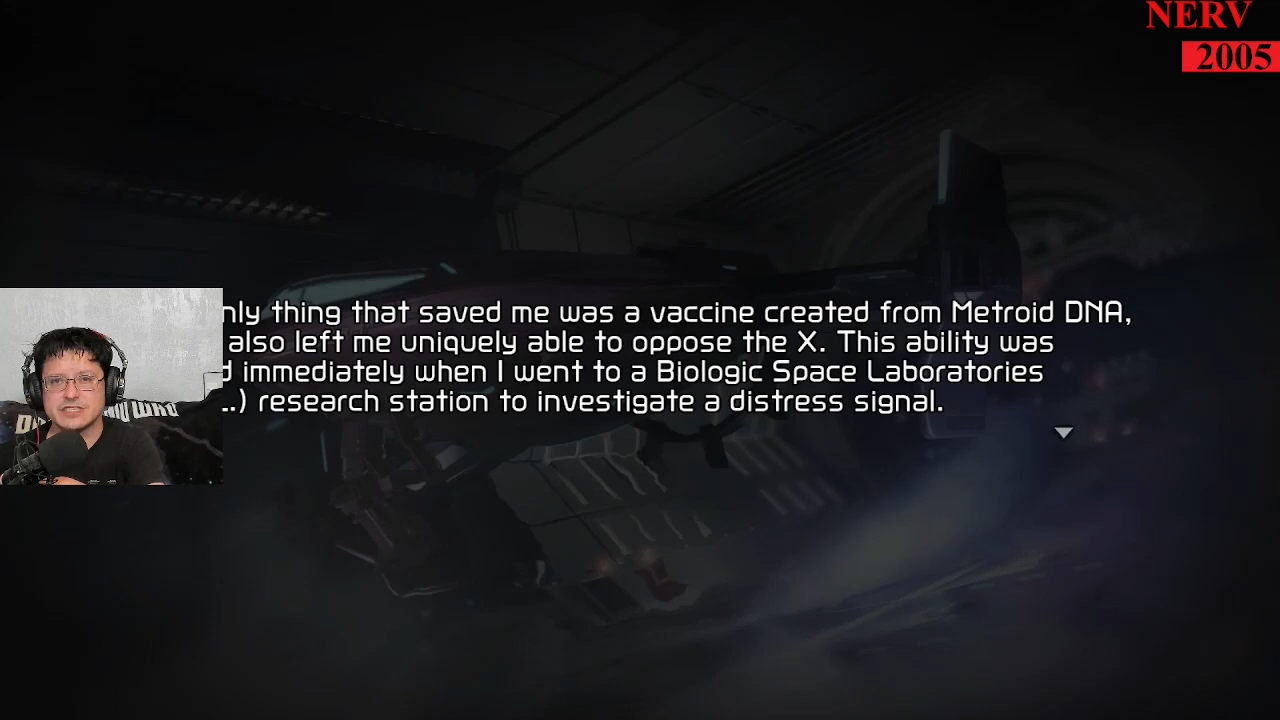 NERV
2005
thing that saved me was a vaccine created from Metroid DNA,
also left me uniquely able to oppose the X. This ability was
immediately when I went to a Biologic Space Laboratories
..) research station to investigate a distress signal.